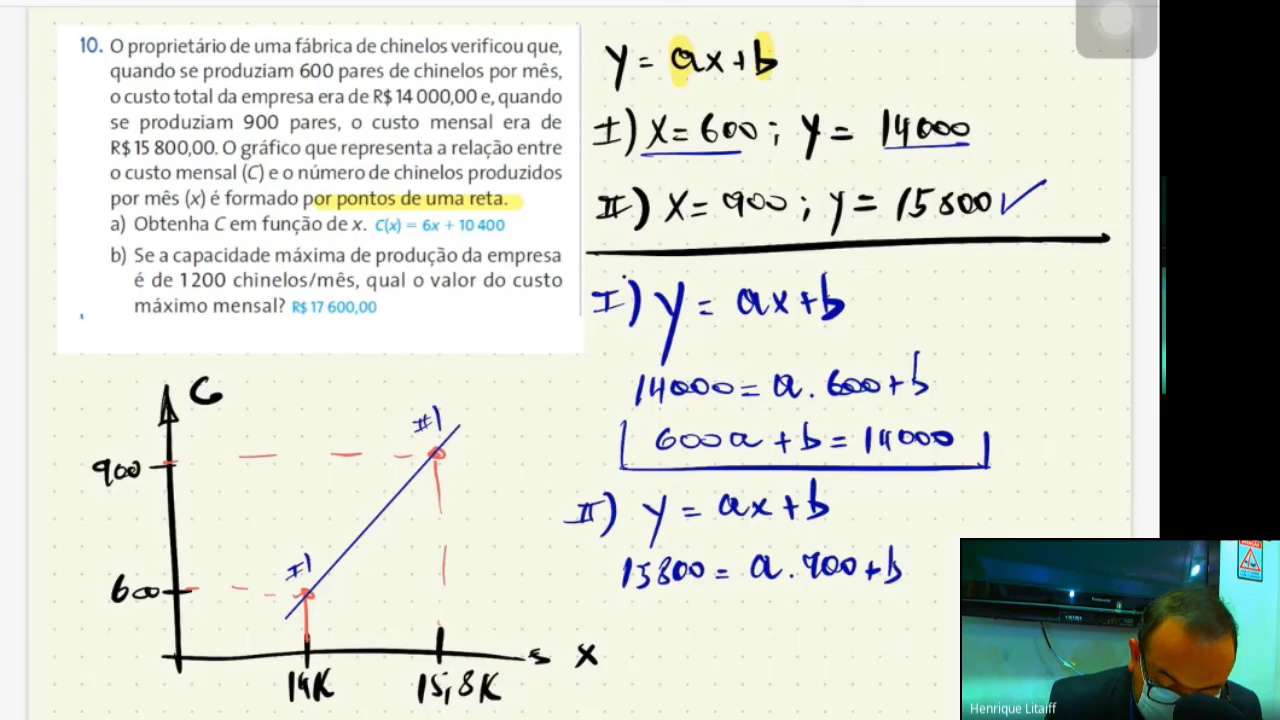 10. O proprietário de uma fábrica de chinelos verificou que,
quando se produziam 600 pares de chinelos por mês,
o custo total da empresa era de R$ 14 000,00 e, quando
se produziam 900 pares, o custo mensal era de
R$ 15 800,00. O gráfico que representa a relação entre
o custo mensal (C) e o número de chinelos produzidos
por mês (x) é formado por pontos de uma reta.
a) Obtenha C em função de x. C(x) = 6x + 10 400
b) Se a capacidade máxima de produção da empresa
é de 1 200 chinelos/mês, qual o valor do custo
máximo mensal? R$ 17 600,00
y = ax + b
I) x = 600 ; y = 14000
II) x = 900 ; y = 15800 ✓
I) y = ax + b
14000 = a . 600 + b
600a + b = 14000
II) y = ax + b
15800 = a . 900 + b
C
II)
900
I)
600
x
14K 15,8K
Henrique Litaiff